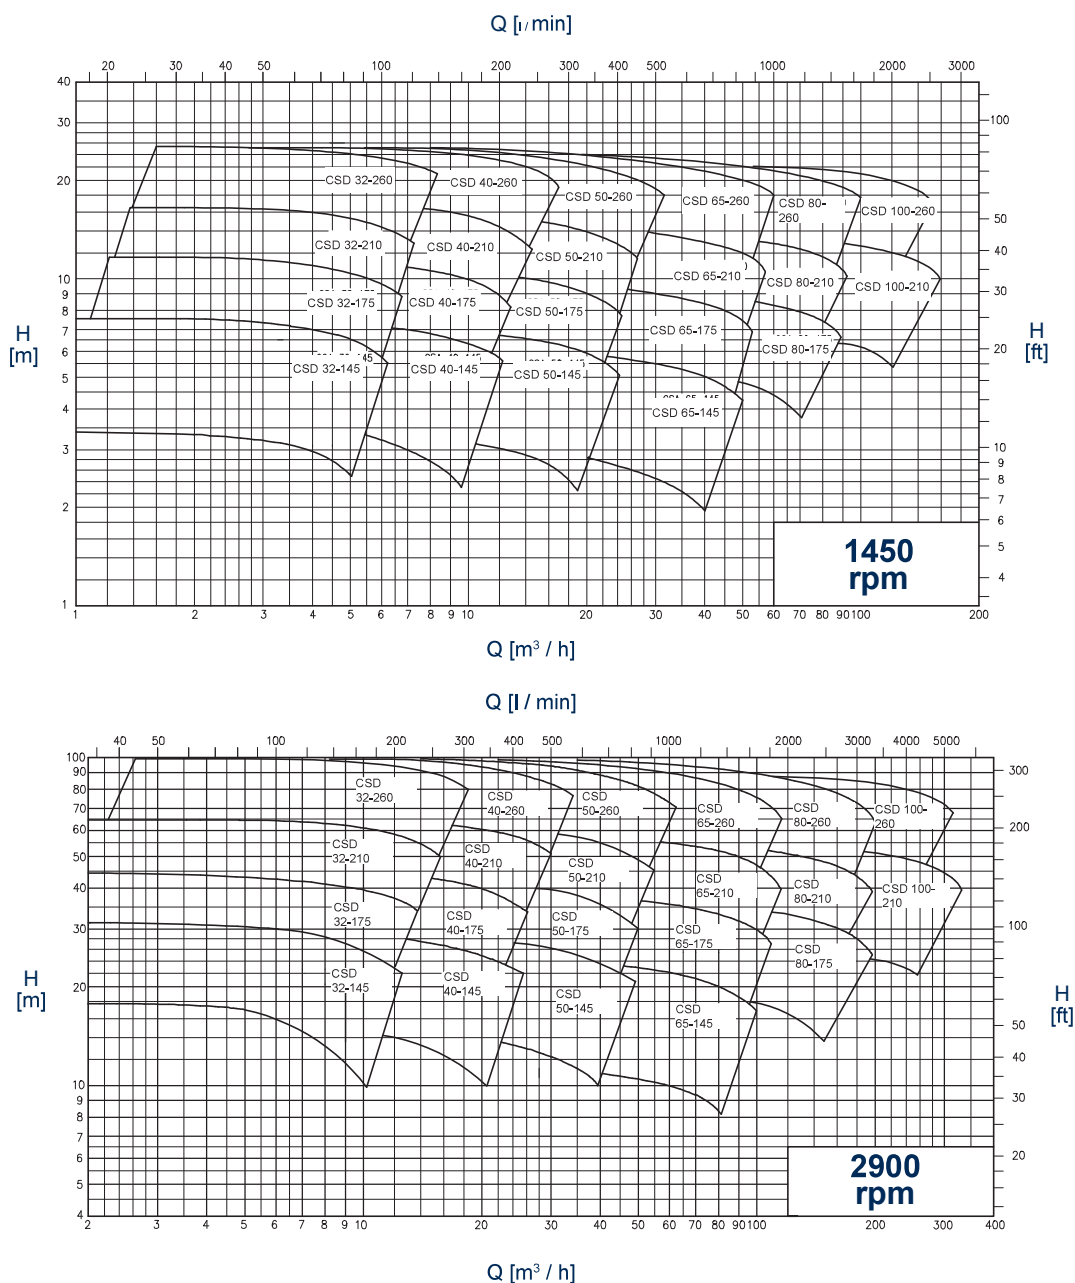 Q [l / min]
20 30 40 50 100 200 300 400 500 1000 2000 3000
40
30
20
10
9
8
7
6
5
4
3
2
1
H
[m]
100
50
40
30
20
10
9
8
7
6
5
4
H
[ft]
CSD 32-260
CSD 40-260
CSD 50-260
CSD 65-260
CSD 80-
260
CSD 100-260
CSD 32-210
CSD 40-210
CSD 50-210
CSD 65-210
CSD 80-210
CSD 100-210
CSD 32-175
CSD 40-175
CSD 50-175
CSD 65-175
CSD 80-175
CSD 32-145
CSD 40-145
CSD 50-145
CSD 65-145
1450
rpm
1 2 3 4 5 6 7 8 9 10 20 30 40 50 60 70 80 90 100 200
Q [m³ / h]
Q [l / min]
40 50 100 200 300 400 500 1000 2000 3000 4000 5000
100
90
80
70
60
50
40
30
20
10
9
8
7
6
5
4
H
[m]
300
200
100
50
40
30
20
H
[ft]
CSD
32-260
CSD
40-260
CSD
50-260
CSD
65-260
CSD
80-260
CSD 100-
260
CSD
32-210
CSD
40-210
CSD
50-210
CSD
65-210
CSD
80-210
CSD 100-
210
CSD
32-175
CSD
40-175
CSD
50-175
CSD
65-175
CSD
80-175
CSD
32-145
CSD
40-145
CSD
50-145
CSD
65-145
2900
rpm
2 3 4 5 6 7 8 9 10 20 30 40 50 60 70 80 90 100 200 300 400
Q [m³ / h]